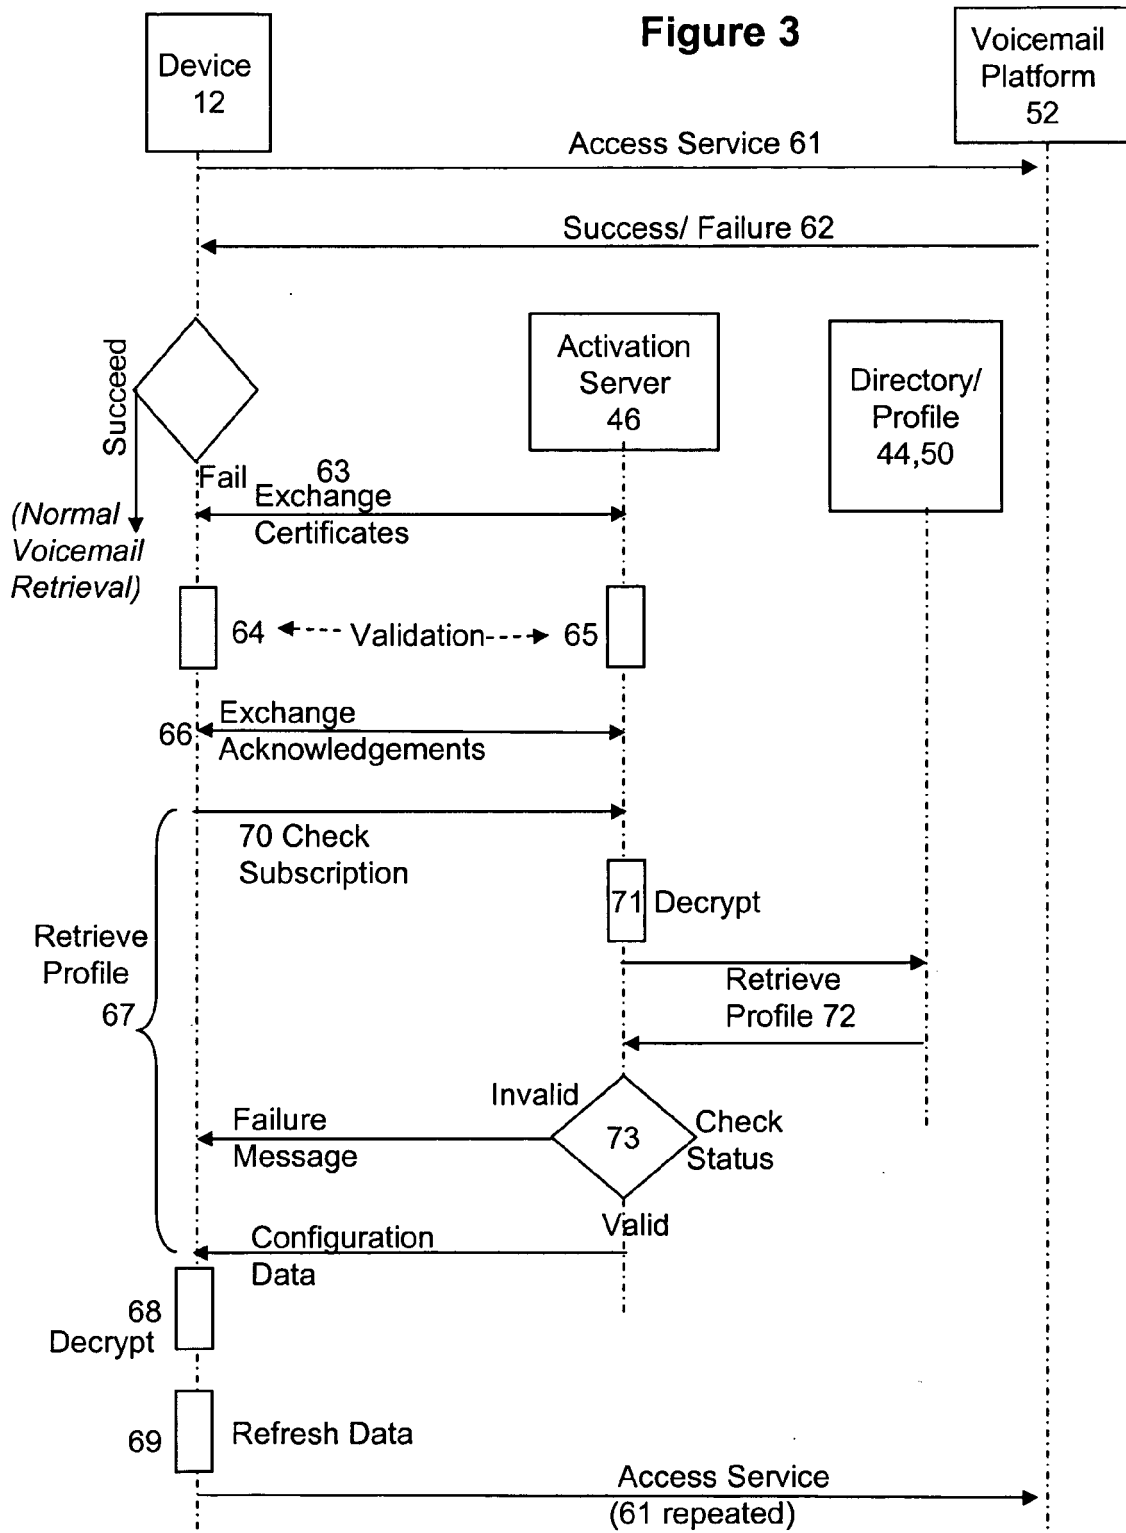 Figure 3
Device
12
Voicemail
Platform
52
Access Service 61
Success/ Failure 62
Succeed
Activation
Server
46
Directory/
Profile
44,50
Fail
63
Exchange
Certificates
(Normal
Voicemail
Retrieval)
64
Validation
65
66
Exchange
Acknowledgements
70 Check
Subscription
71
Decrypt
Retrieve
Profile
67
Retrieve
Profile 72
Invalid
Failure
Message
73
Check
Status
Valid
Configuration
Data
68
Decrypt
69
Refresh Data
Access Service
(61 repeated)